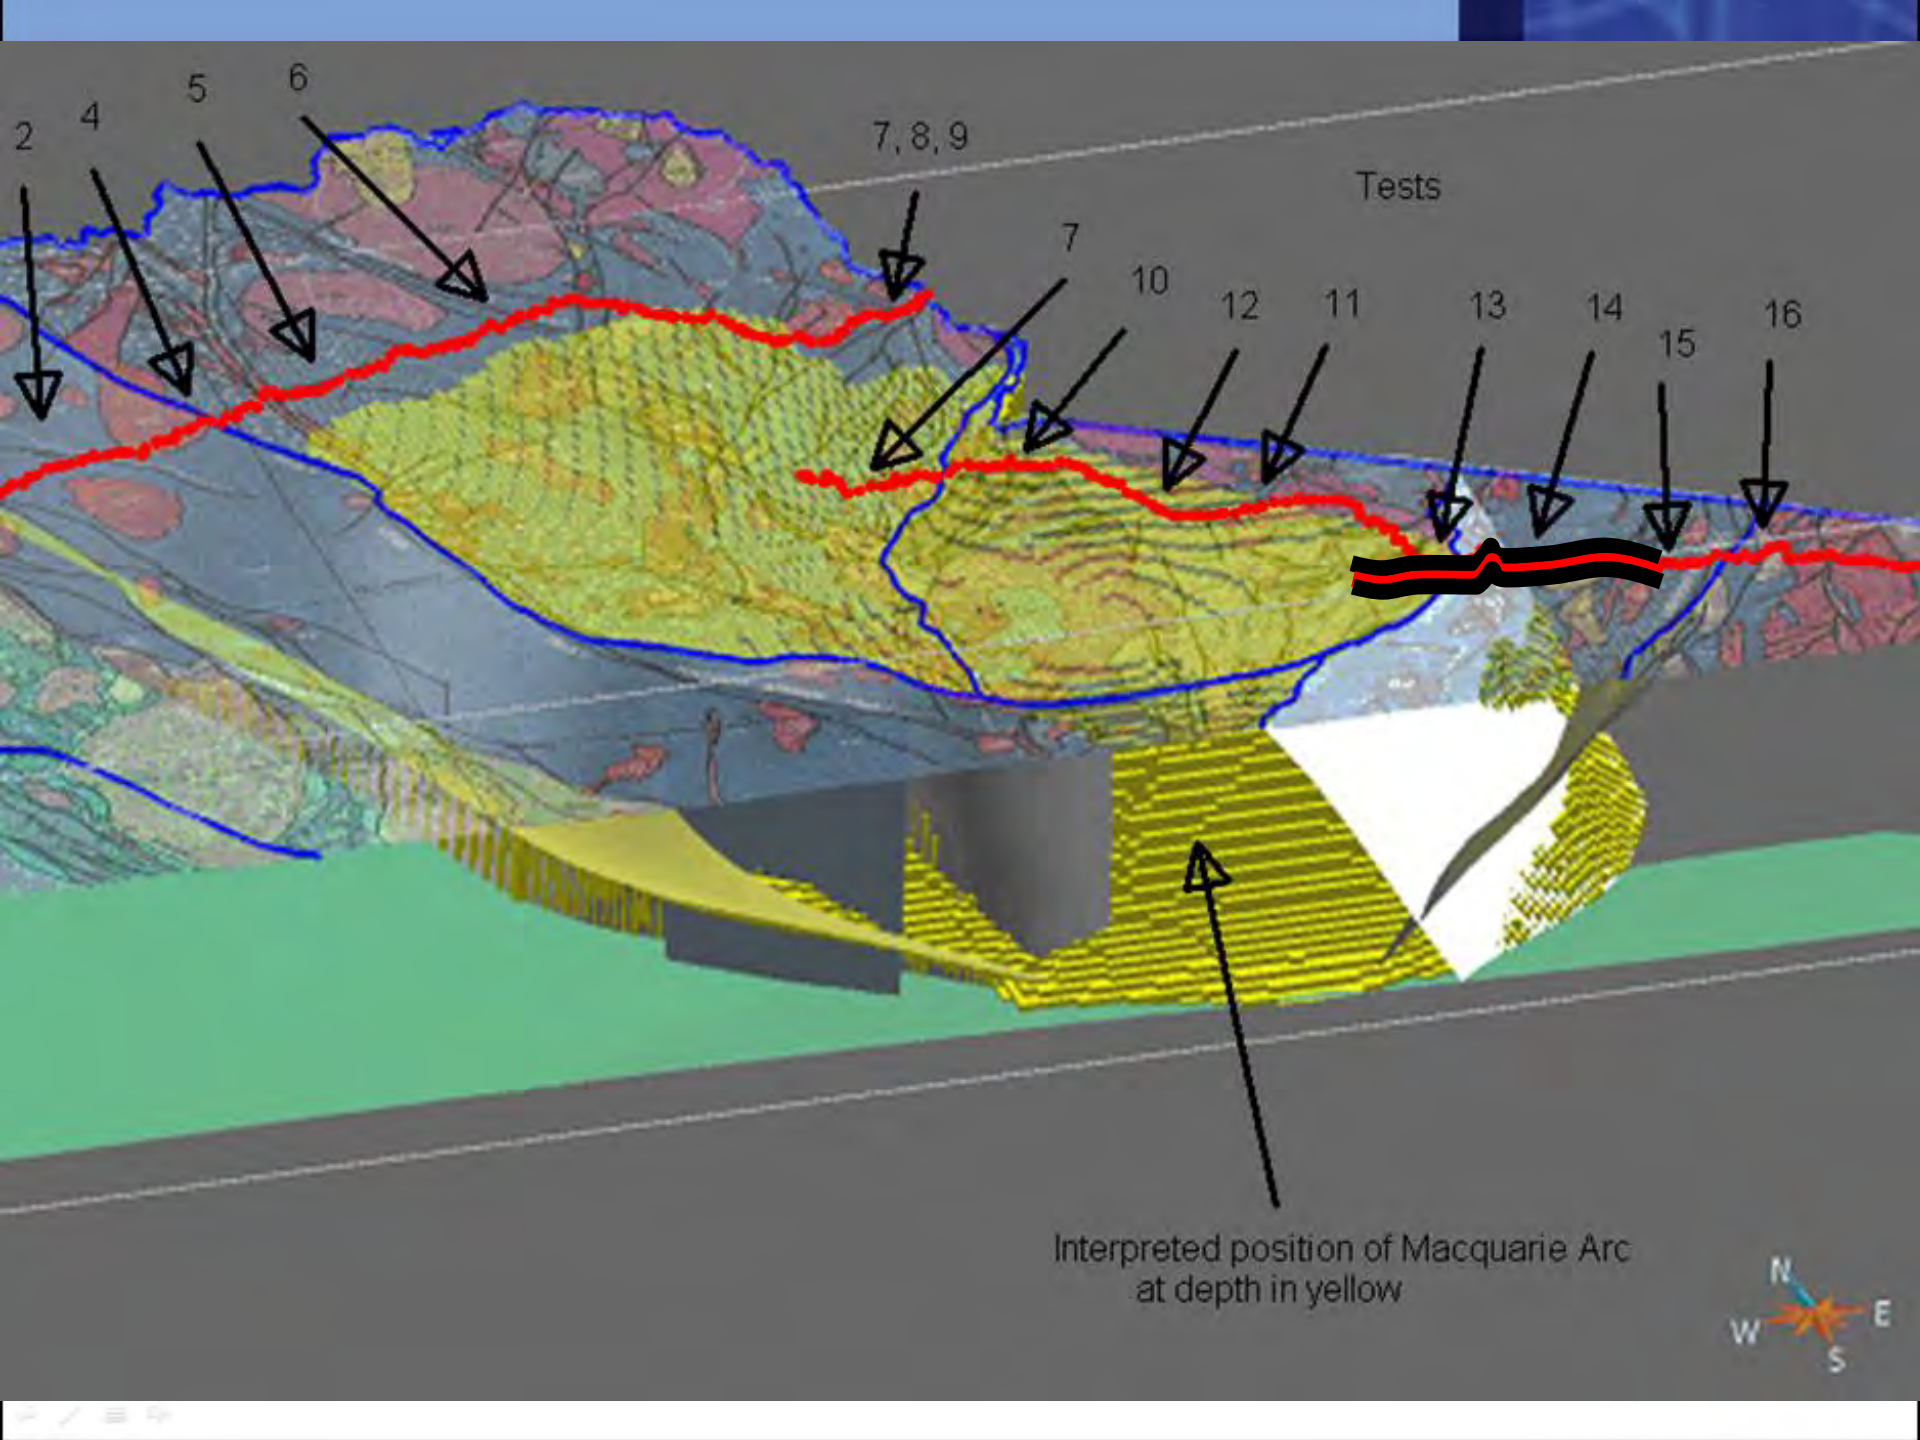 2
4
5
6
7, 8, 9
Tests
7
10
12
11
13
14
15
16
Interpreted position of Macquarie Arc
at depth in yellow
N
W
E
S